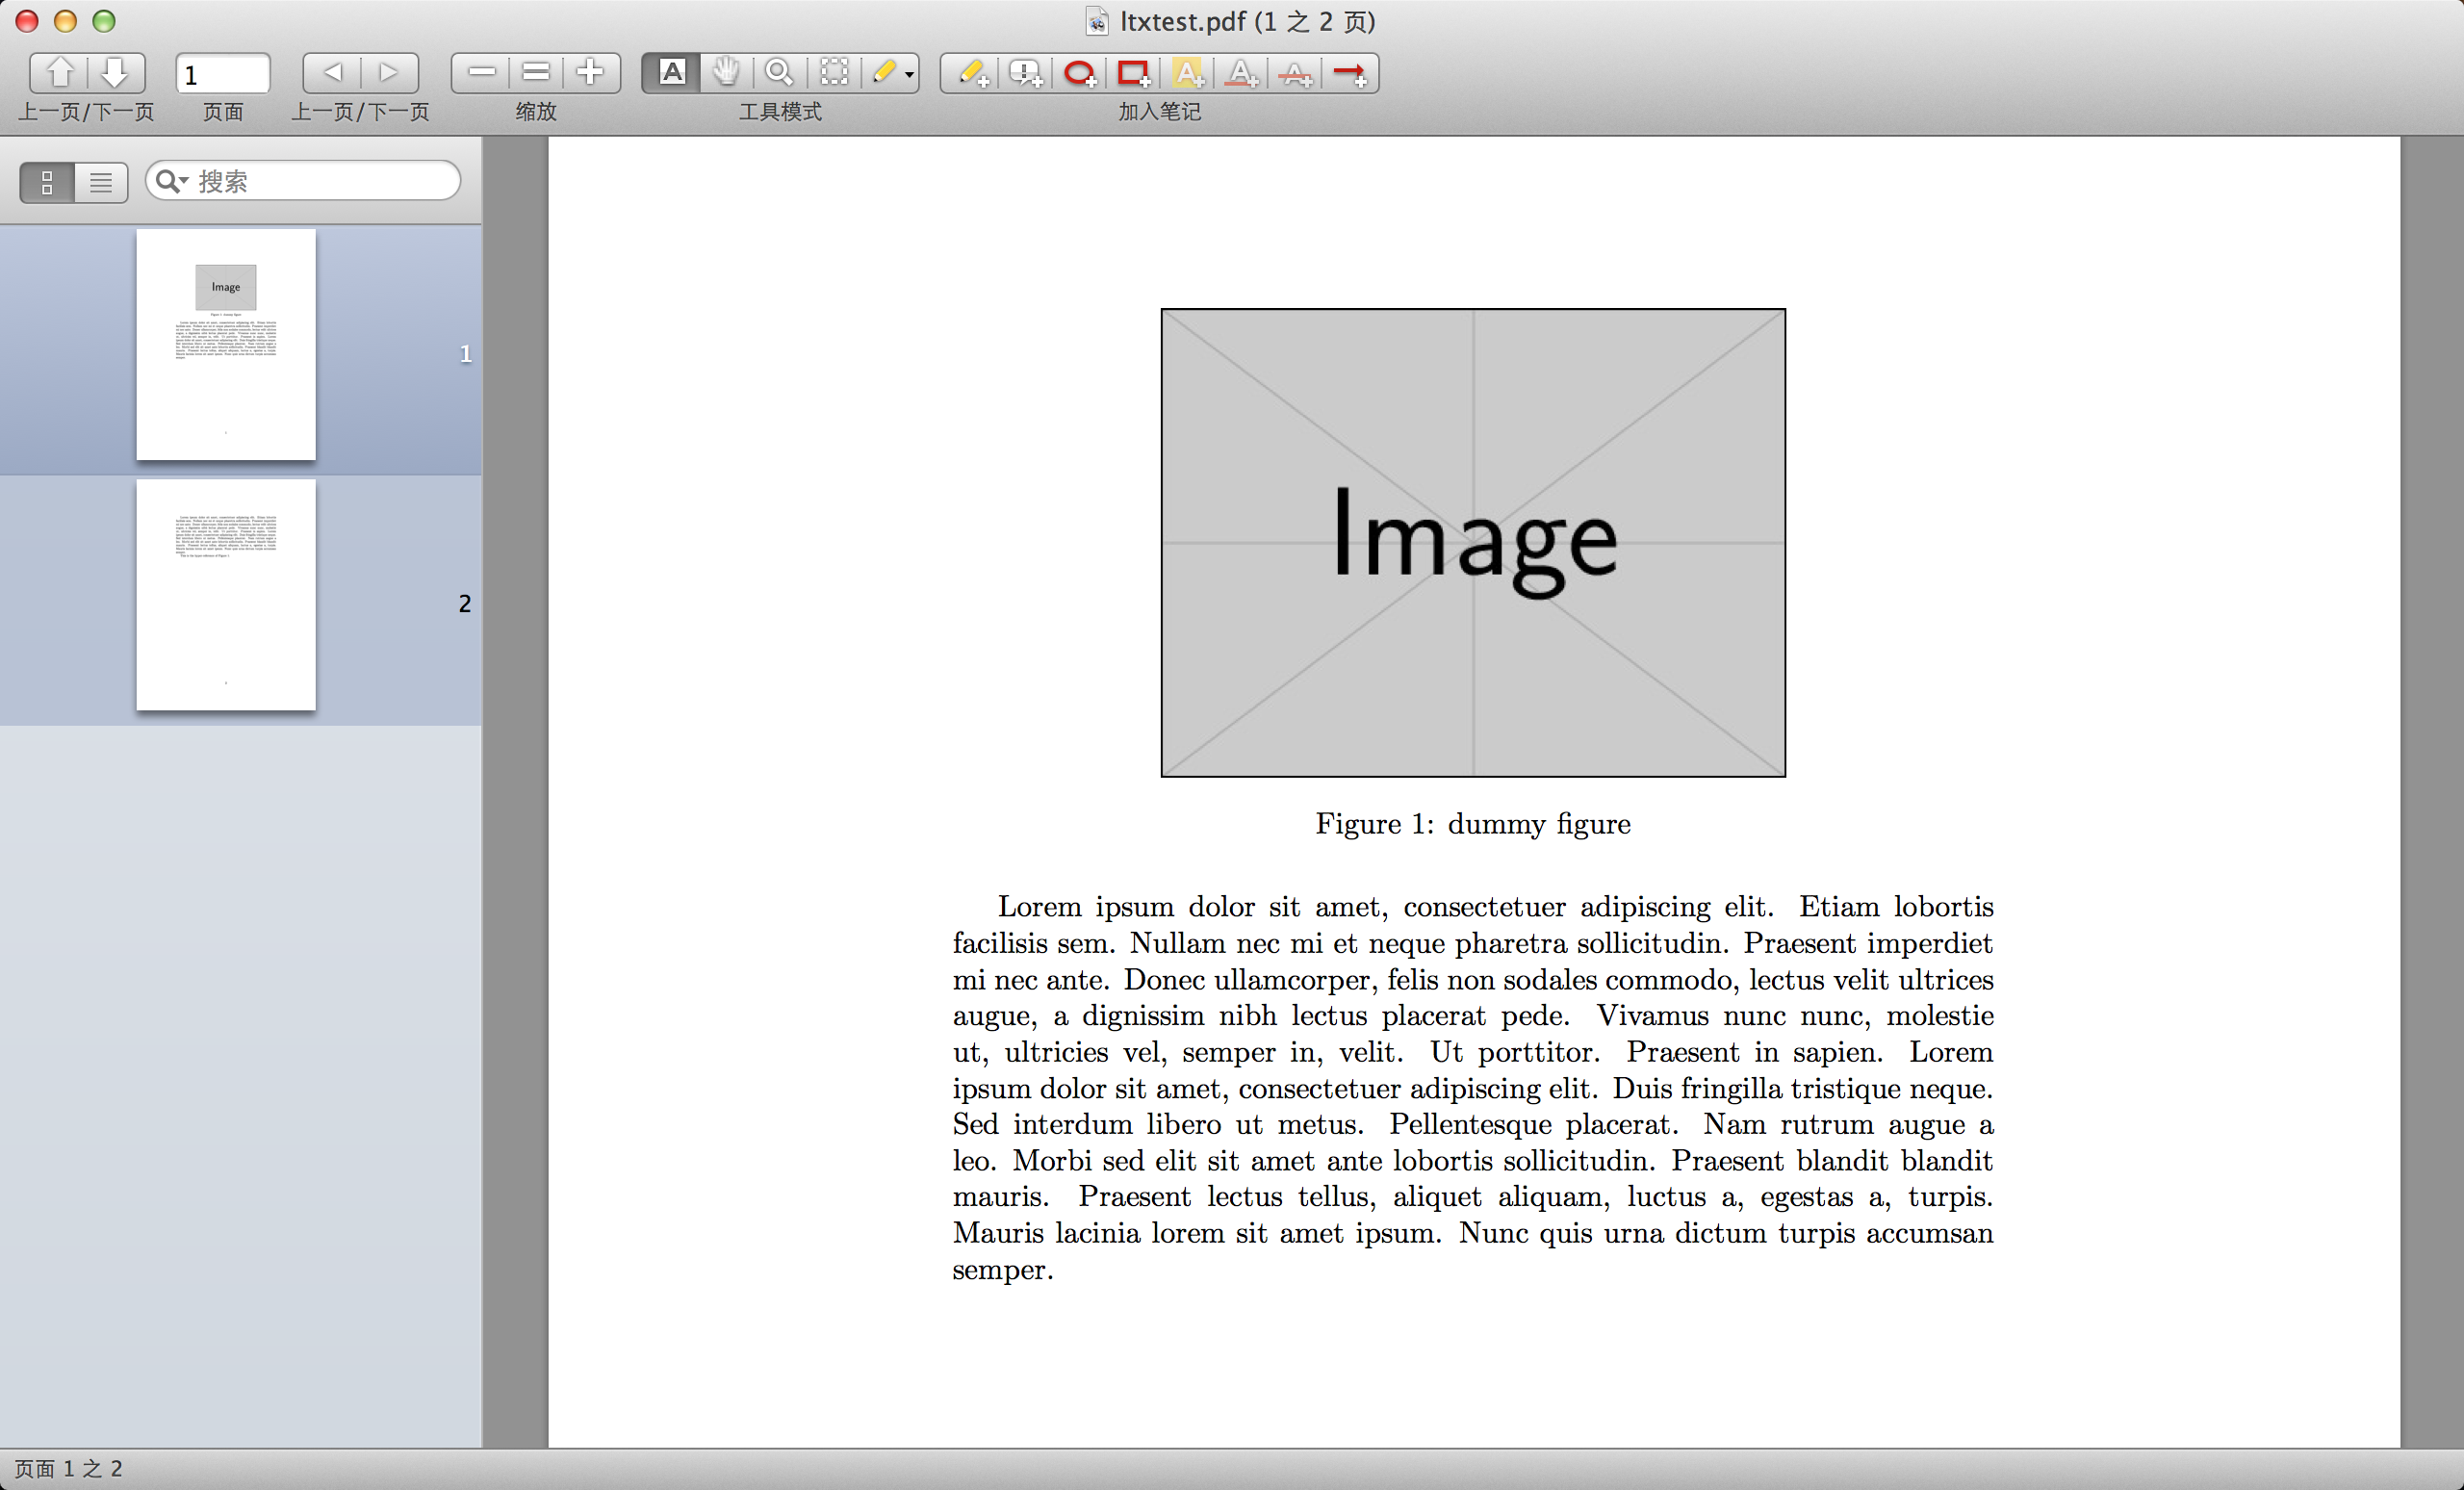 ltxtest.pdf (1 之 2 页)
1
上一页/下一页 页面 上一页/下一页 缩放 工具模式 加入笔记
搜索
Image
1
2
Image
Figure 1: dummy figure
Lorem ipsum dolor sit amet, consectetuer adipiscing elit. Etiam lobortis
facilisis sem. Nullam nec mi et neque pharetra sollicitudin. Praesent imperdiet
mi nec ante. Donec ullamcorper, felis non sodales commodo, lectus velit ultrices
augue, a dignissim nibh lectus placerat pede. Vivamus nunc nunc, molestie
ut, ultricies vel, semper in, velit. Ut porttitor. Praesent in sapien. Lorem
ipsum dolor sit amet, consectetuer adipiscing elit. Duis fringilla tristique neque.
Sed interdum libero ut metus. Pellentesque placerat. Nam rutrum augue a
leo. Morbi sed elit sit amet ante lobortis sollicitudin. Praesent blandit blandit
mauris. Praesent lectus tellus, aliquet aliquam, luctus a, egestas a, turpis.
Mauris lacinia lorem sit amet ipsum. Nunc quis urna dictum turpis accumsan
semper.
页面 1 之 2